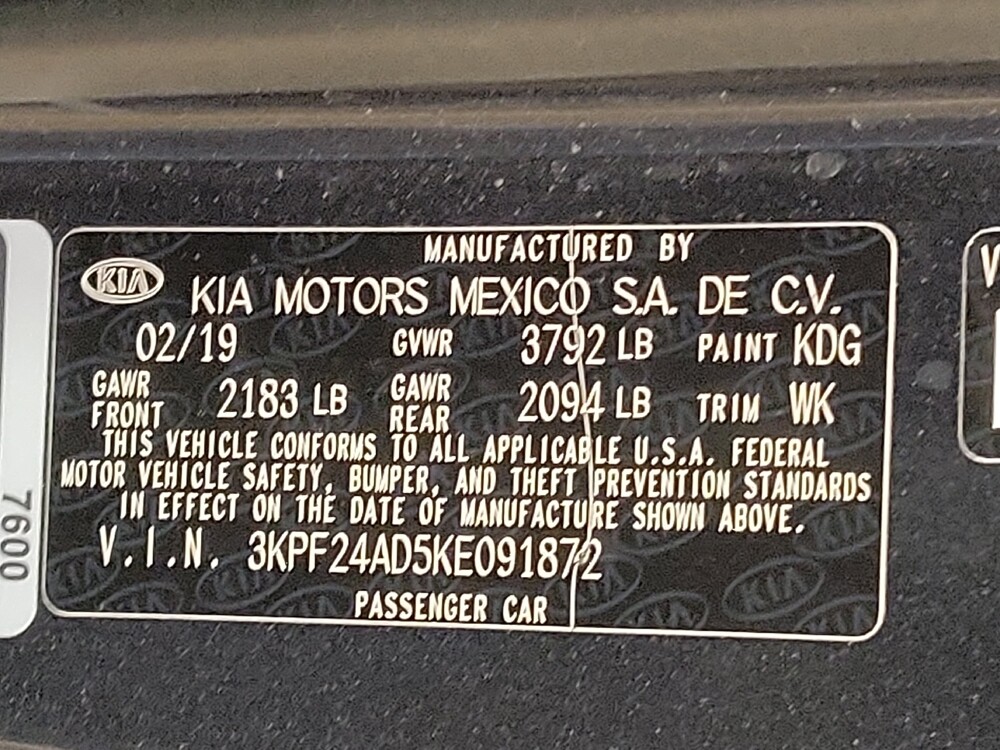 MANUFACTURED BY
KIA
KIA MOTORS MEXICO S.A. DE C.V.
02/19 GVWR 3792 LB PAINT KDG
GAWR FRONT 2183 LB GAWR REAR 2094 LB TRIM WK
THIS VEHICLE CONFORMS TO ALL APPLICABLE U.S.A. FEDERAL
MOTOR VEHICLE SAFETY, BUMPER, AND THEFT PREVENTION STANDARDS
IN EFFECT ON THE DATE OF MANUFACTURE SHOWN ABOVE.
V.I.N. 3KPF24AD5KE091872
PASSENGER CAR
7600
V